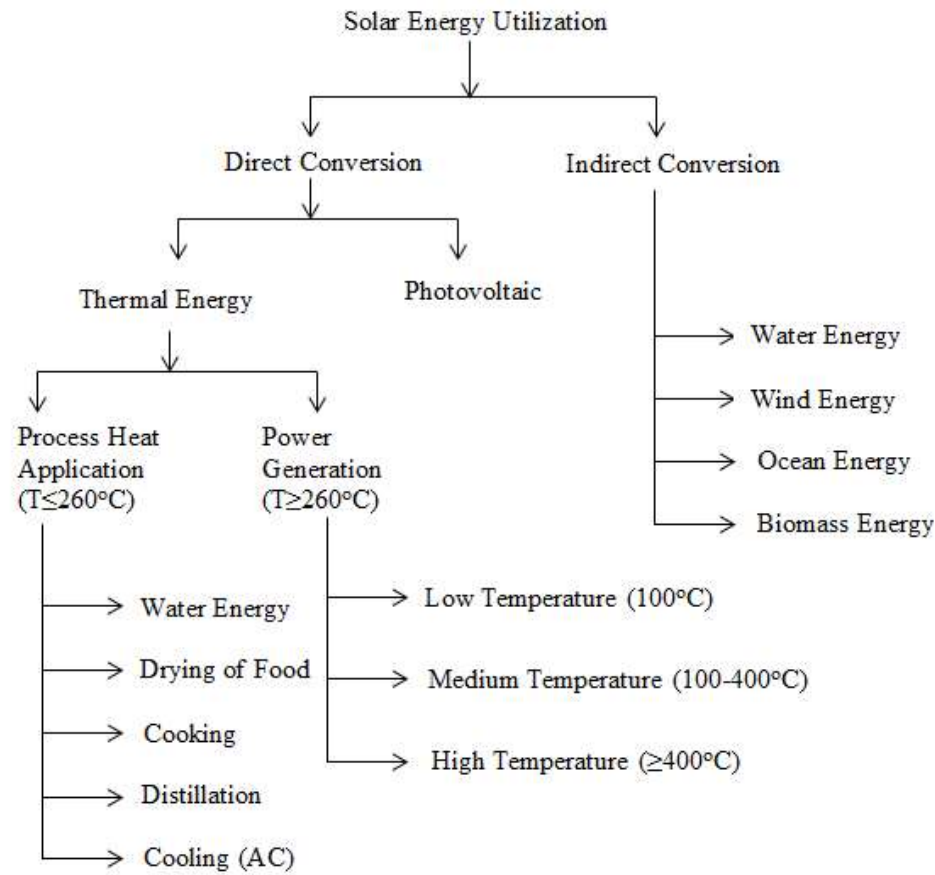 Solar Energy Utilization
Direct Conversion
Indirect Conversion
Thermal Energy
Photovoltaic
Water Energy
Wind Energy
Ocean Energy
Biomass Energy
Process Heat
Application
(T≤260°C)
Power
Generation
(T≥260°C)
Water Energy
Drying of Food
Cooking
Distillation
Cooling (AC)
Low Temperature (100°C)
Medium Temperature (100-400°C)
High Temperature (≥400°C)